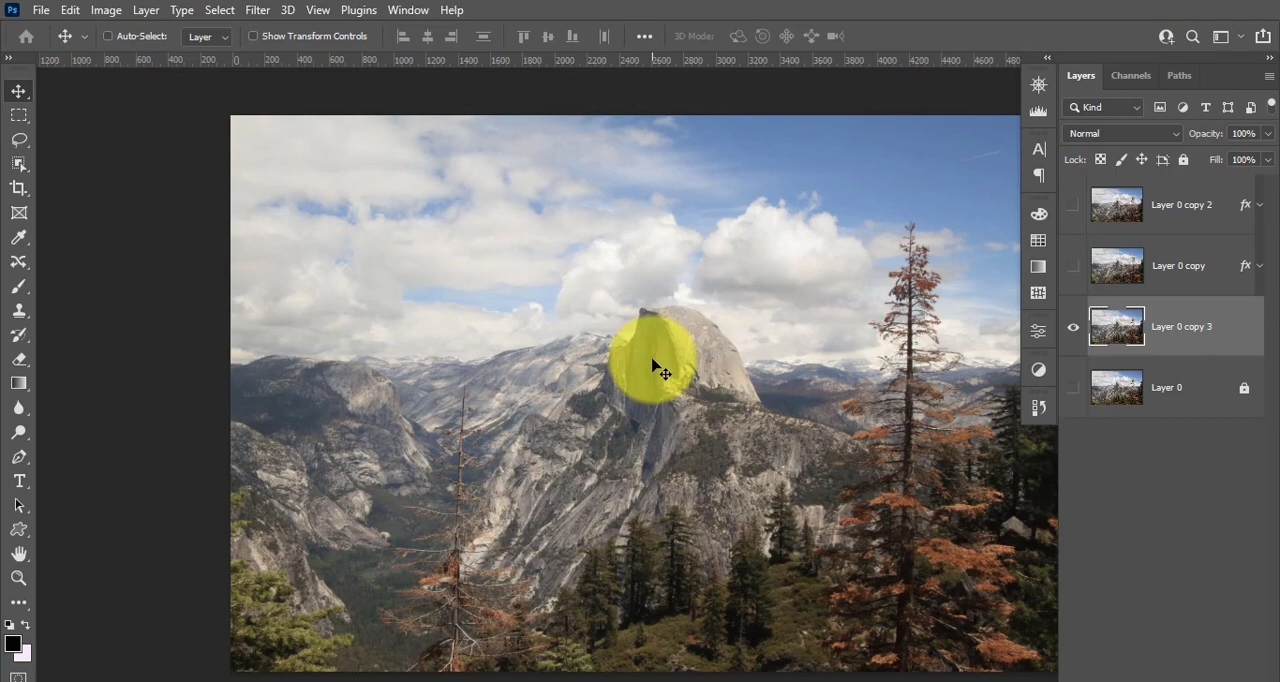 Ps File Edit Image Layer Type Select Filter 3D View Plugins Window Help
Auto-Select: Layer Show Transform Controls 3D Mode:
1200 1000 800 600 400 200 0 200 400 600 800 1000 1200 1400 1600 1800 2000 2200 2400 2600 2800 3000 3200 3400 3600 3800 4000 4200 4400 4600 480
Layers Channels Paths
Kind
Normal Opacity: 100%
Lock: Fill: 100%
Layer 0 copy 2 fx
Layer 0 copy fx
Layer 0 copy 3
Layer 0